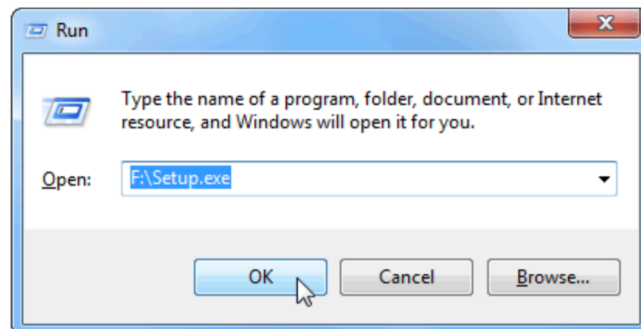 Run
Type the name of a program, folder, document, or Internet
resource, and Windows will open it for you.
Open: F:\Setup.exe
OK Cancel Browse...